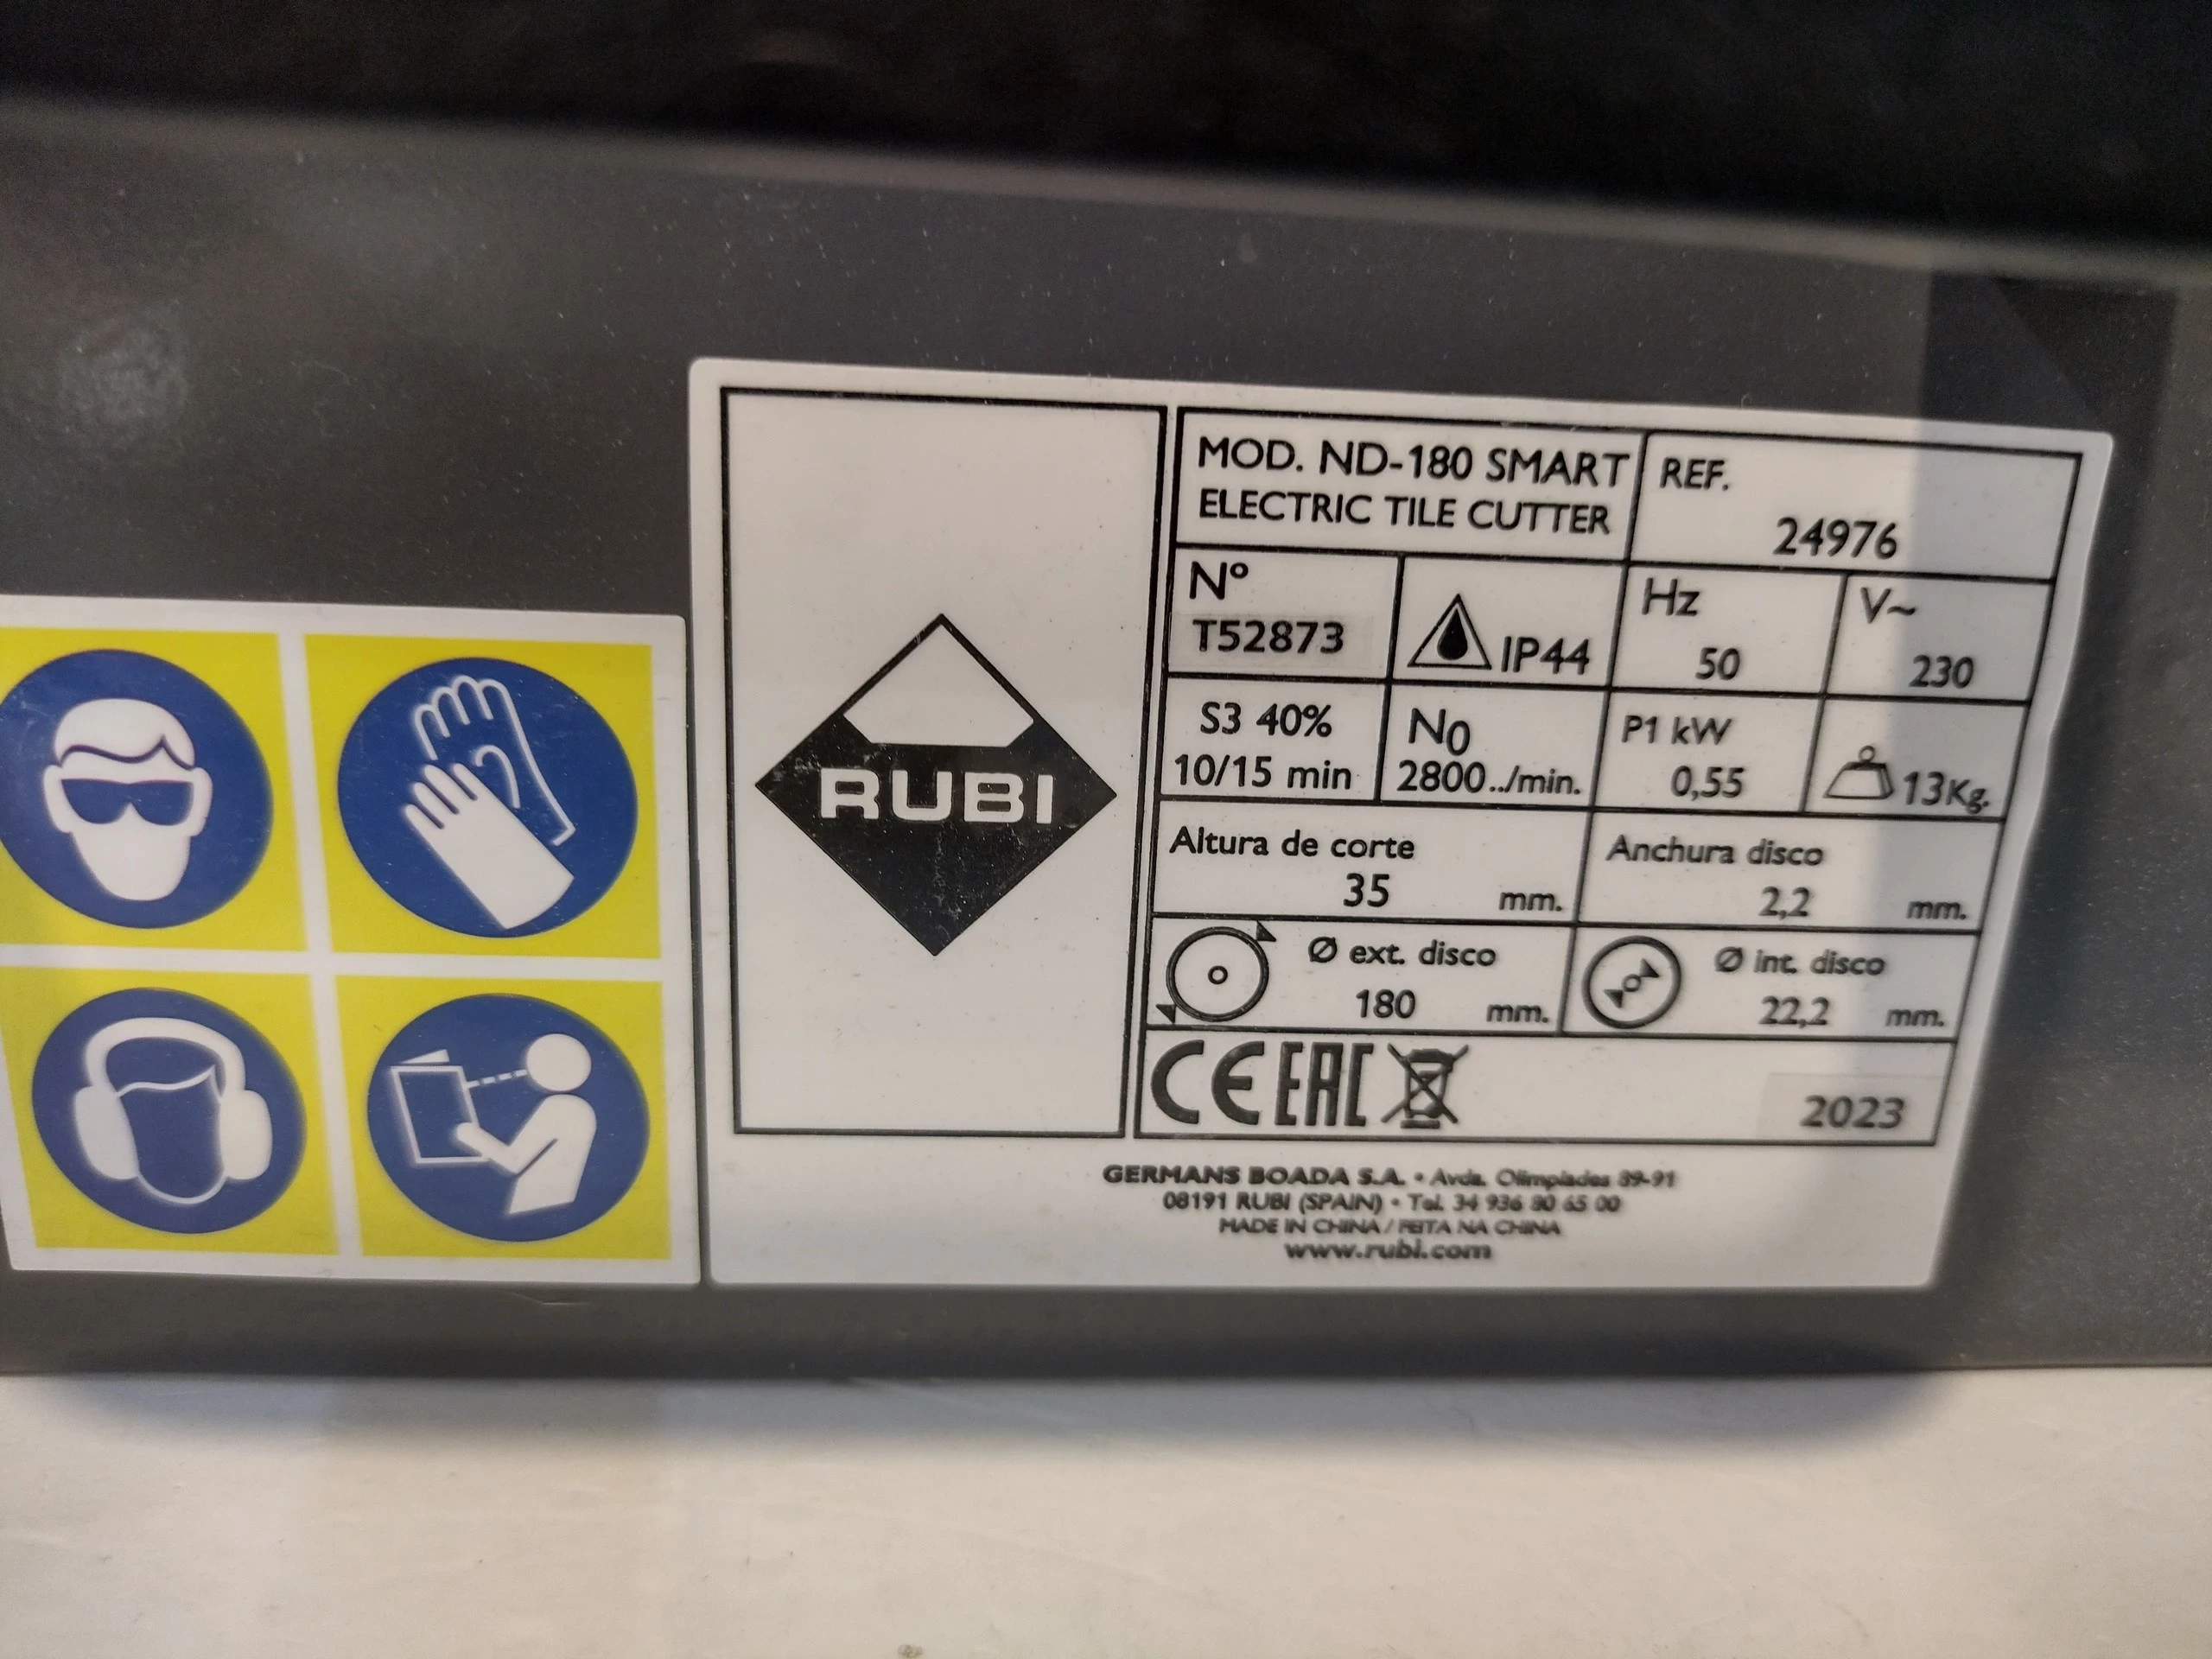 RUBI
MOD. ND-180 SMART
ELECTRIC TILE CUTTER
REF.
24976
Nº
T52873
IP44
Hz
50
V~
230
S3 40%
10/15 min
N0
2800../min.
P1 kW
0,55
13Kg.
Altura de corte
35 mm.
Anchura disco
2,2 mm.
Ø ext. disco
180 mm.
Ø int. disco
22,2 mm.
CE EAC
2023
GERMANS BOADA S.A. • Avda. Olimpíades 89-91
08191 RUBI (SPAIN) • Tel. 34 936 80 65 00
MADE IN CHINA / FEITA NA CHINA
www.rubi.com